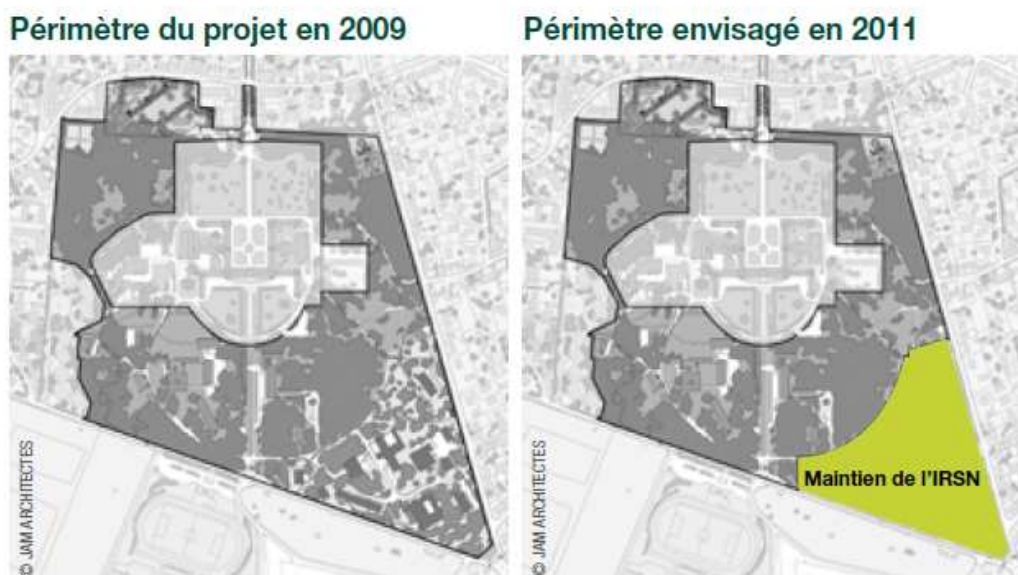 Périmètre du projet en 2009
© JAM ARCHITECTES
Périmètre envisagé en 2011
Maintien de l'IRSN
© JAM ARCHITECTES